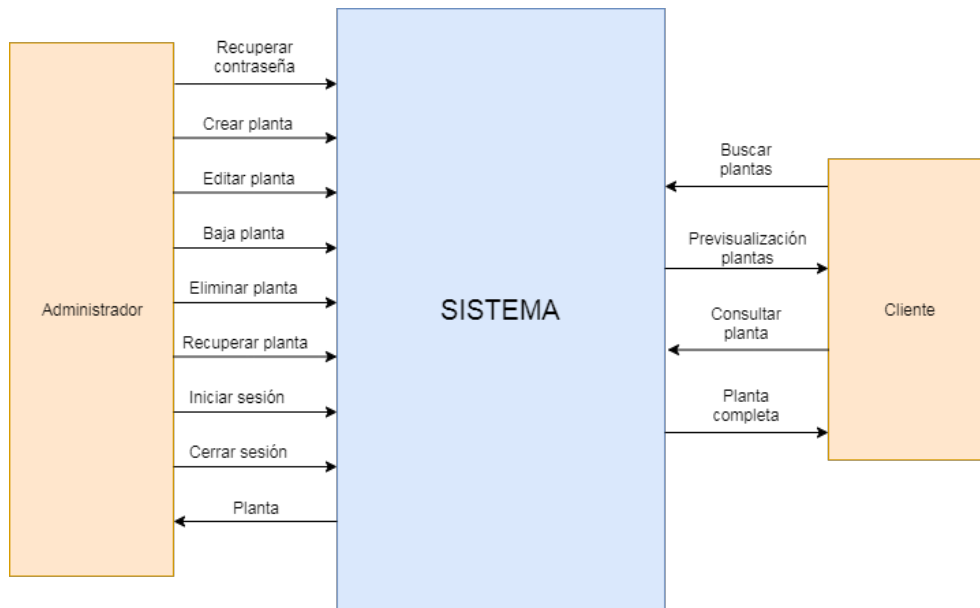 Recuperar
contraseña
Crear planta
Editar planta
Baja planta
Eliminar planta
Recuperar planta
Iniciar sesión
Cerrar sesión
Planta
Administrador
SISTEMA
Buscar
plantas
Previsualización
plantas
Consultar
planta
Planta
completa
Cliente